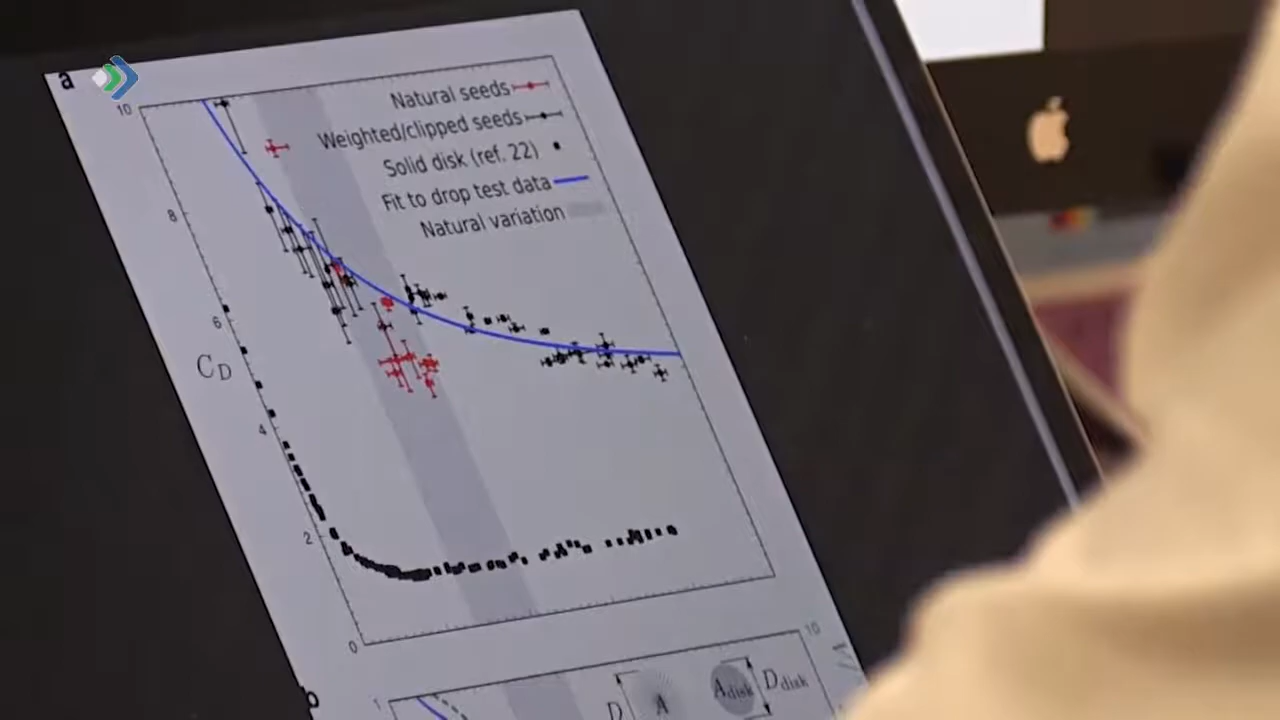 a
10
Natural seeds
Weighted/clipped seeds
Solid disk (ref. 22)
Fit to drop test data
Natural variation
8
6
C_D
4
2
0
b
10
1
D
A
A_disk
D_disk